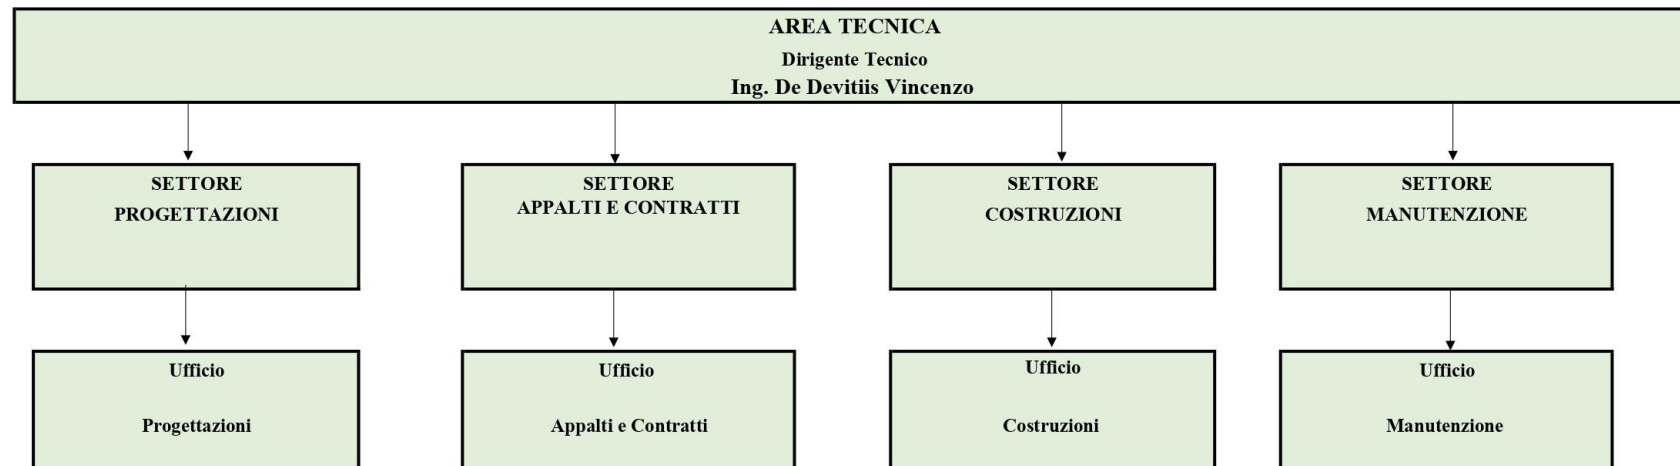 AREA TECNICA
Dirigente Tecnico
Ing. De Devitiis Vincenzo
SETTORE
PROGETTAZIONI
SETTORE
APPALTI E CONTRATTI
SETTORE
COSTRUZIONI
SETTORE
MANUTENZIONE
Ufficio
Progettazioni
Ufficio
Appalti e Contratti
Ufficio
Costruzioni
Ufficio
Manutenzione